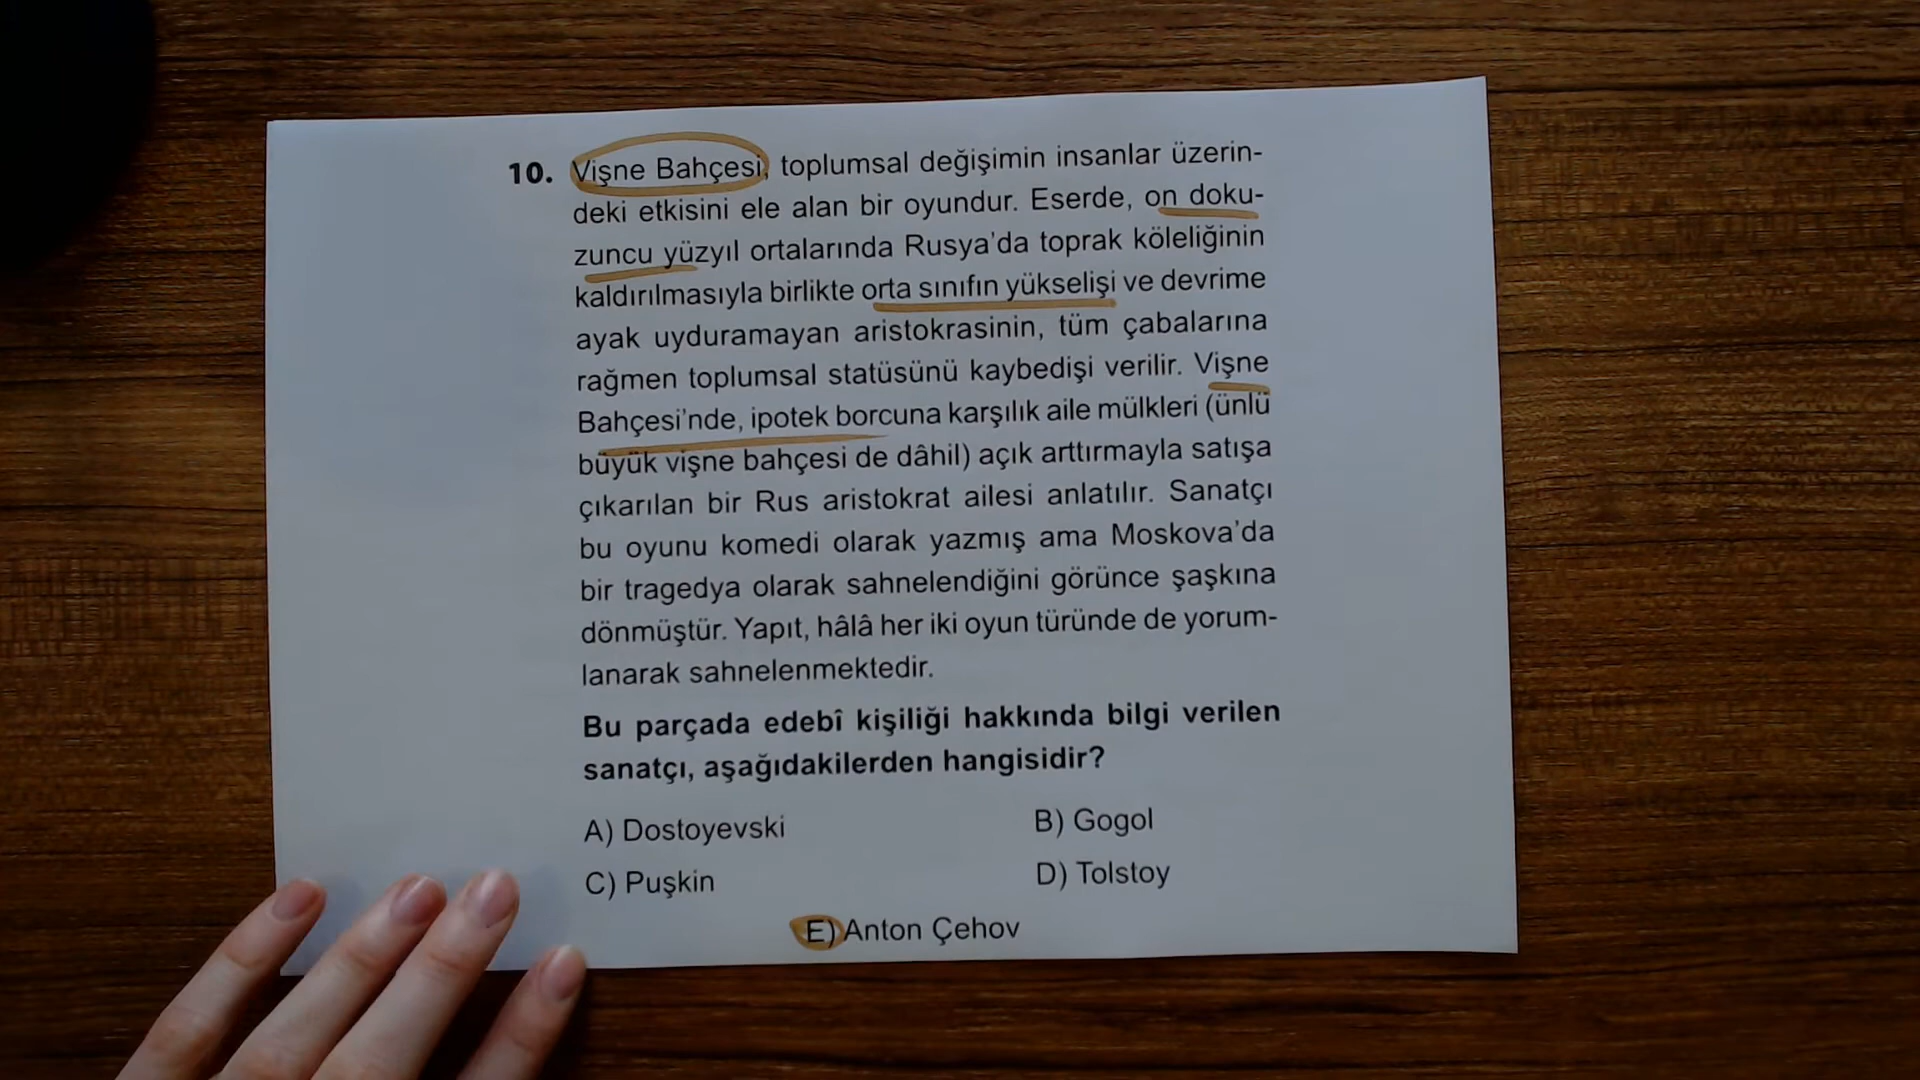 10. Vişne Bahçesi, toplumsal değişimin insanlar üzerin-
deki etkisini ele alan bir oyundur. Eserde, on doku-
zuncu yüzyıl ortalarında Rusya'da toprak köleliğinin
kaldırılmasıyla birlikte orta sınıfın yükselişi ve devrime
ayak uyduramayan aristokrasinin, tüm çabalarına
rağmen toplumsal statüsünü kaybedişi verilir. Vişne
Bahçesi'nde, ipotek borcuna karşılık aile mülkleri (ünlü
büyük vişne bahçesi de dâhil) açık arttırmayla satışa
çıkarılan bir Rus aristokrat ailesi anlatılır. Sanatçı
bu oyunu komedi olarak yazmış ama Moskova'da
bir tragedya olarak sahnelendiğini görünce şaşkına
dönmüştür. Yapıt, hâlâ her iki oyun türünde de yorum-
lanarak sahnelenmektedir.
Bu parçada edebî kişiliği hakkında bilgi verilen
sanatçı, aşağıdakilerden hangisidir?
A) Dostoyevski B) Gogol
C) Puşkin D) Tolstoy
E) Anton Çehov